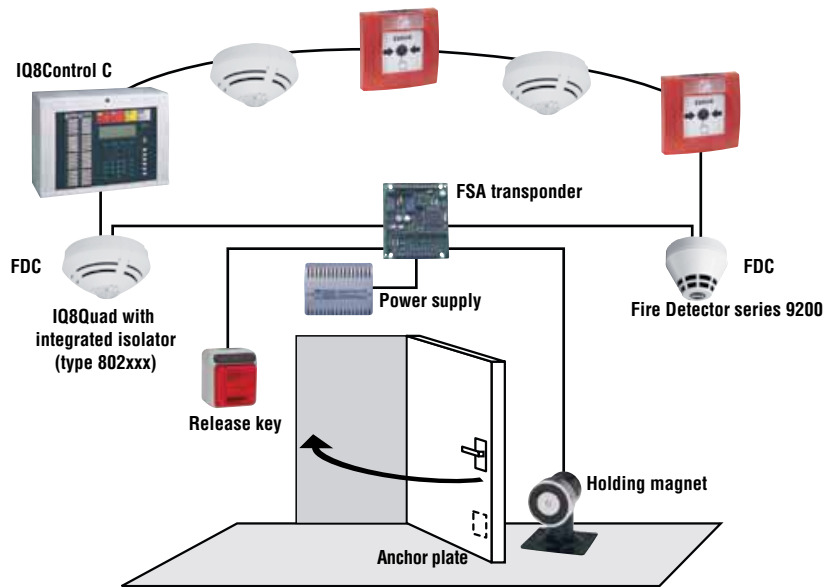 IQ8Control C
FSA transponder
FDC
FDC
Power supply
IQ8Quad with
integrated isolator
(type 802xxx)
Fire Detector series 9200
Release key
Holding magnet
Anchor plate